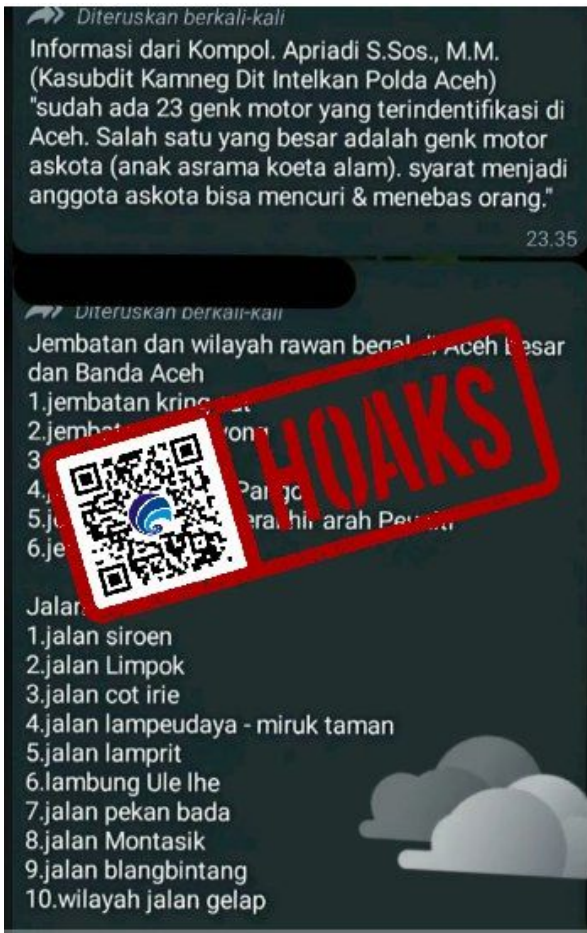 Diteruskan berkali-kali
Informasi dari Kompol. Apriadi S.Sos., M.M.
(Kasubdit Kamneg Dit Intelkan Polda Aceh)
"sudah ada 23 genk motor yang terindentifikasi di
Aceh. Salah satu yang besar adalah genk motor
askota (anak asrama koeta alam). syarat menjadi
anggota askota bisa mencuri & menebas orang."
23.35
Diteruskan berkali-kali
Jembatan dan wilayah rawan begal di Aceh besar
dan Banda Aceh
1.jembatan
2.
3
4.
5. arah
6.
HOAKS
Jalan
1.jalan siroen
2.jalan Limpok
3.jalan cot irie
4.jalan lampeudaya - miruk taman
5.jalan lamprit
6.lambung Ule lhe
7.jalan pekan bada
8.jalan Montasik
9.jalan blangbintang
10.wilayah jalan gelap